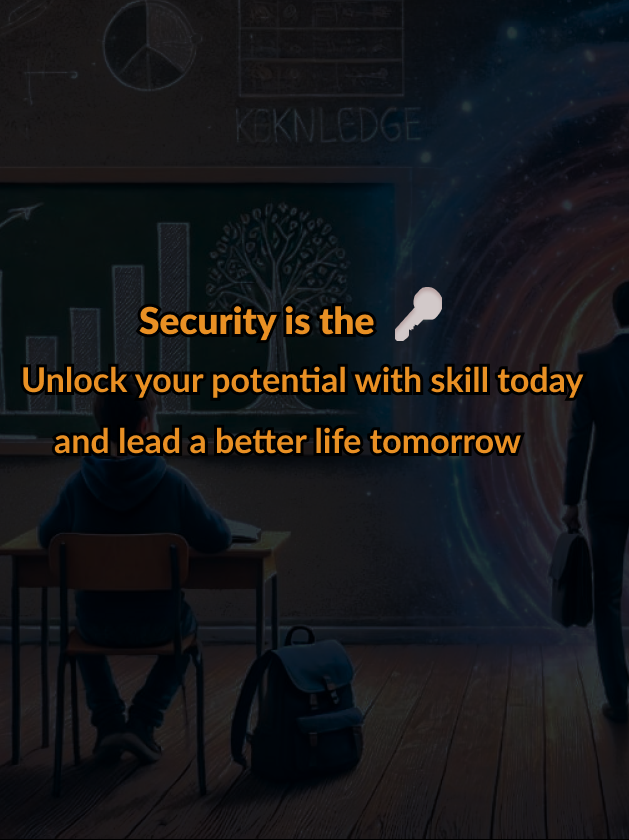 KEKNLEDGE
Security is the
Unlock your potential with skill today
and lead a better life tomorrow